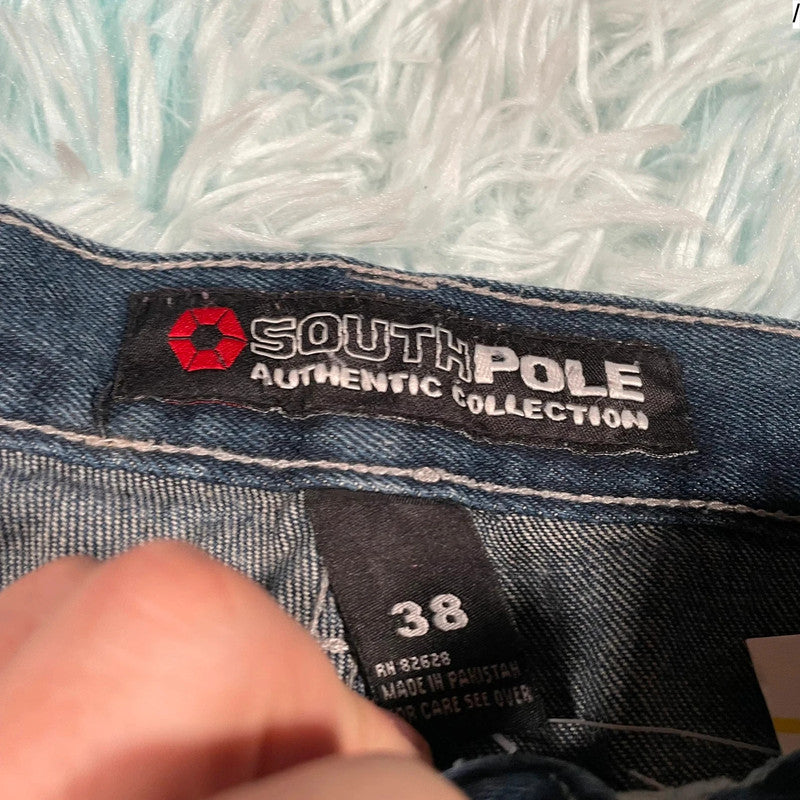 SOUTHPOLE
AUTHENTIC COLLECTION
38
RN 82628
MADE IN PAKISTAN
FOR CARE SEE OVER